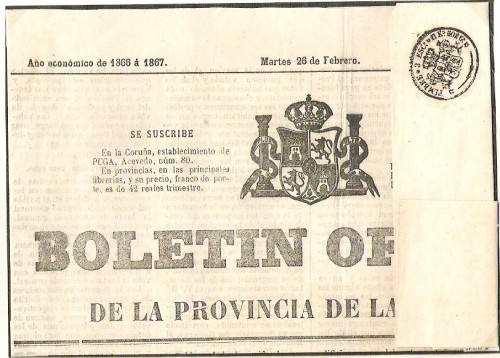 Año económico de 1866 á 1867.
Martes 26 de Febrero.
SE SUSCRIBE
En la Coruña, establecimiento de
PUGA, Acevedo, núm. 80.
En provincias, en las principales
librerias, y su precio, franco de por-
te, es de 42 reales trimestre.
BOLETIN OF
DE LA PROVINCIA DE LA